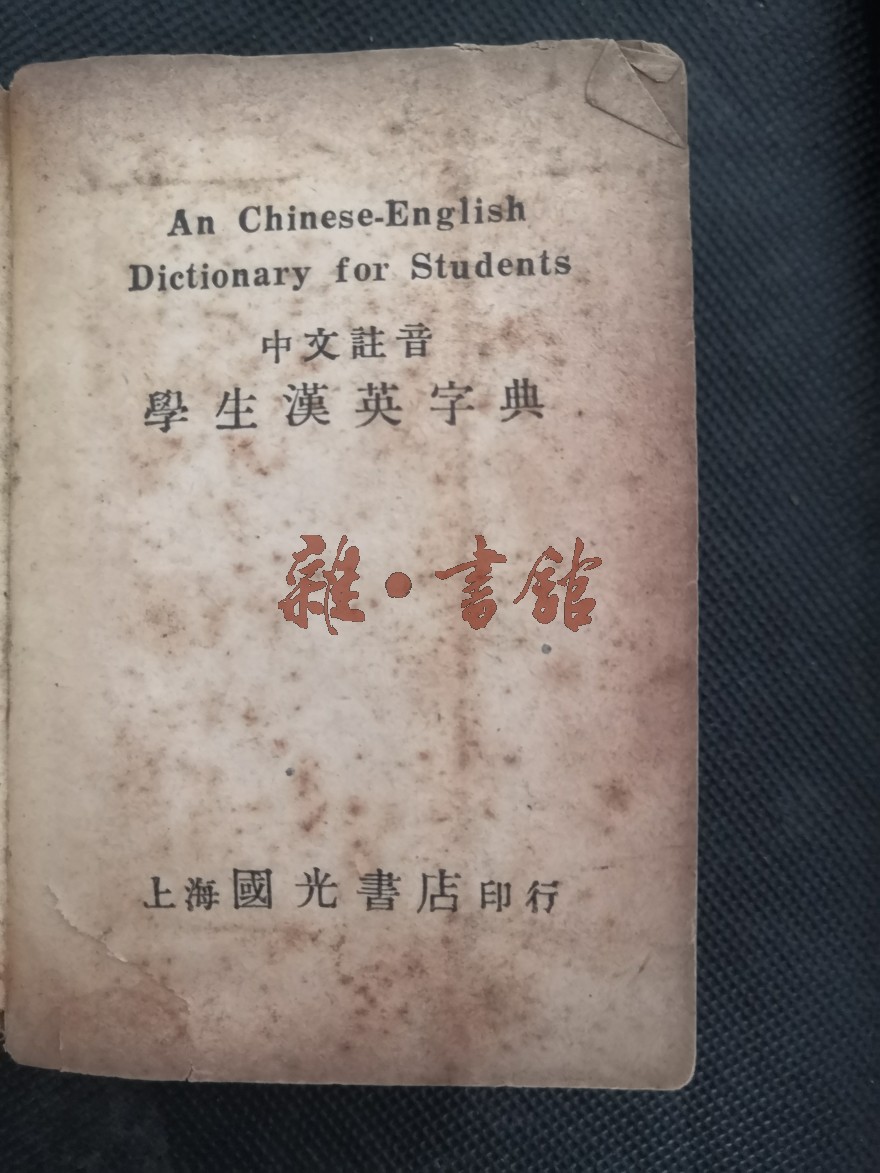 An Chinese-English
Dictionary for Students
中文註音
學生漢英字典
雜·書館
上海國光書店印行